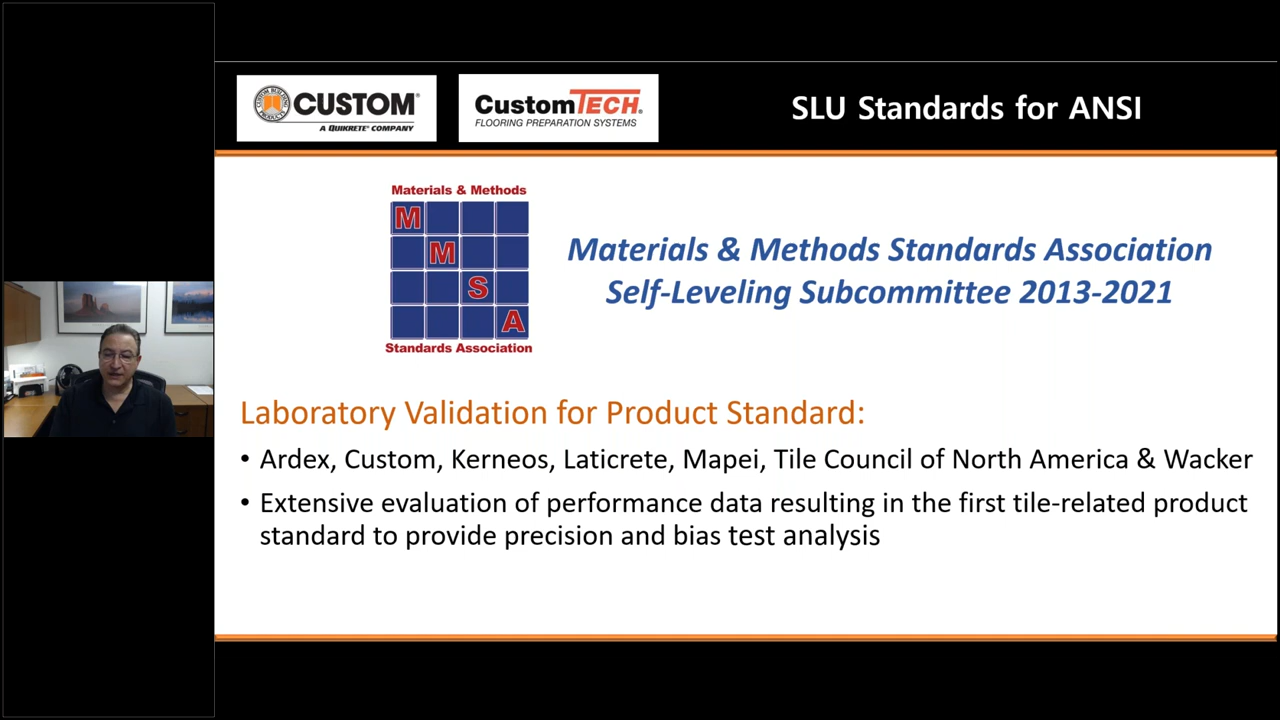 CUSTOM BUILDING PRODUCTS
CUSTOM®
A QUIKRETE® COMPANY
CustomTECH®
FLOORING PREPARATION SYSTEMS
SLU Standards for ANSI
Materials & Methods
M
M
S
A
Standards Association
Materials & Methods Standards Association
Self-Leveling Subcommittee 2013-2021
Laboratory Validation for Product Standard:
• Ardex, Custom, Kerneos, Laticrete, Mapei, Tile Council of North America & Wacker
• Extensive evaluation of performance data resulting in the first tile-related product
standard to provide precision and bias test analysis